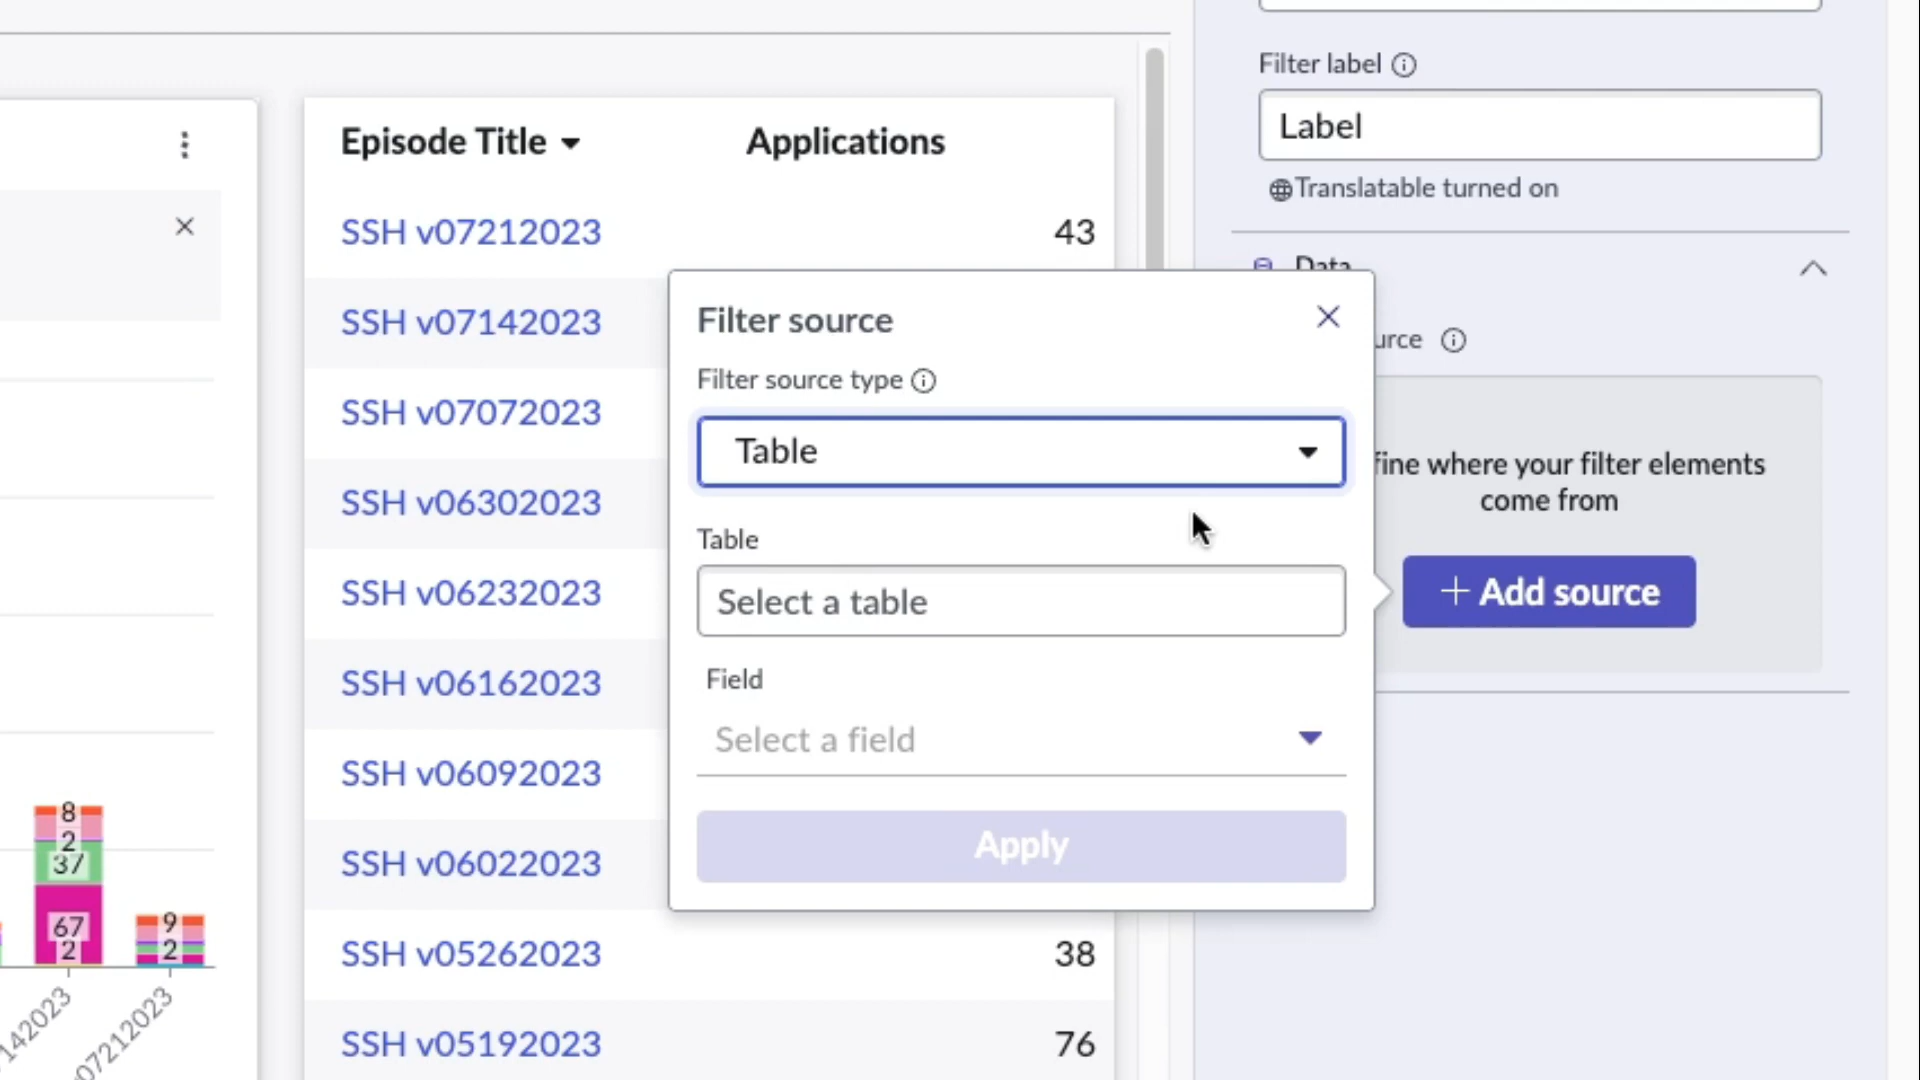 Filter label
Label
Translatable turned on
Data
urce
fine where your filter elements
come from
+ Add source
Episode Title Applications
SSH v07212023 43
SSH v07142023
SSH v07072023
SSH v06302023
SSH v06232023
SSH v06162023
SSH v06092023
SSH v06022023
SSH v05262023 38
SSH v05192023 76
Filter source
Filter source type
Table
Table
Select a table
Field
Select a field
Apply
8
2
37
67
2
9
2
142023
07212023